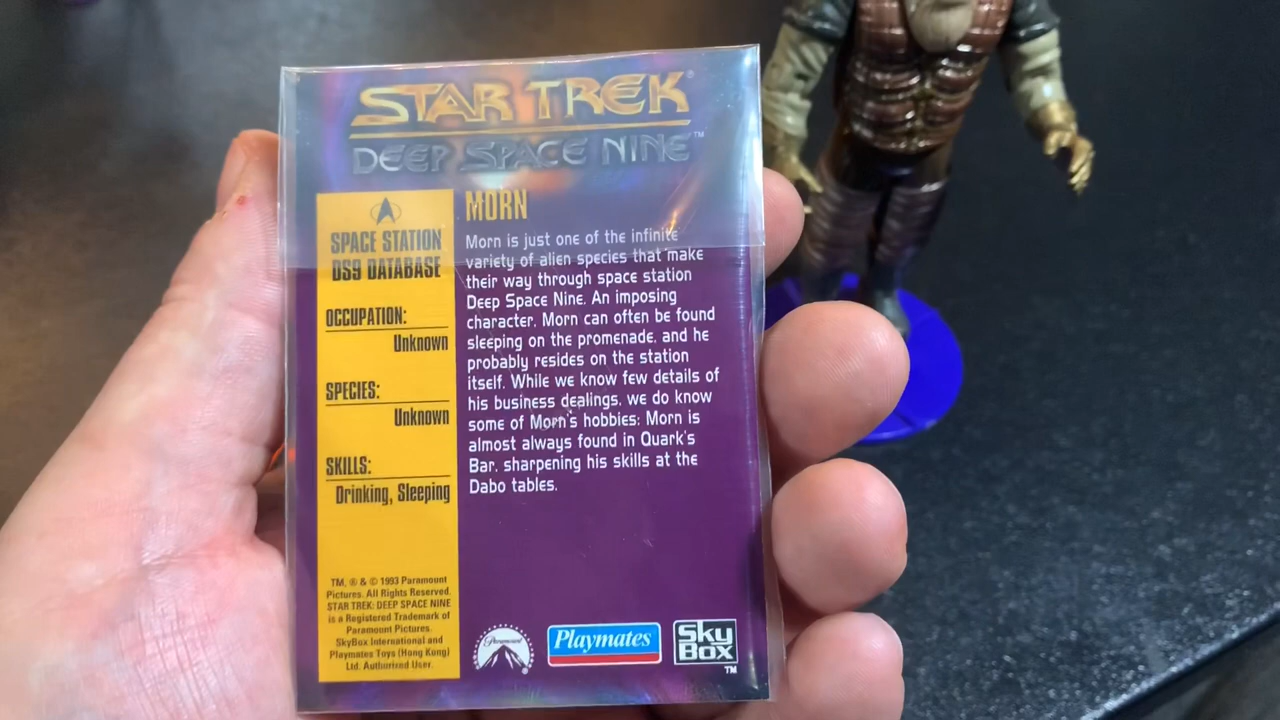 STAR TREK®
DEEP SPACE NINE™
SPACE STATION
DS9 DATABASE
OCCUPATION:
Unknown
SPECIES:
Unknown
SKILLS:
Drinking, Sleeping
TM, ® & © 1993 Paramount
Pictures. All Rights Reserved.
STAR TREK: DEEP SPACE NINE
is a Registered Trademark of
Paramount Pictures.
SkyBox International and
Playmates Toys (Hong Kong)
Ltd. Authorized User.
MORN
Morn is just one of the infinite
variety of alien species that make
their way through space station
Deep Space Nine. An imposing
character, Morn can often be found
sleeping on the promenade, and he
probably resides on the station
itself. While we know few details of
his business dealings, we do know
some of Morn's hobbies: Morn is
almost always found in Quark's
Bar, sharpening his skills at the
Dabo tables.
Paramount ®
Playmates
SKY
BOX
TM